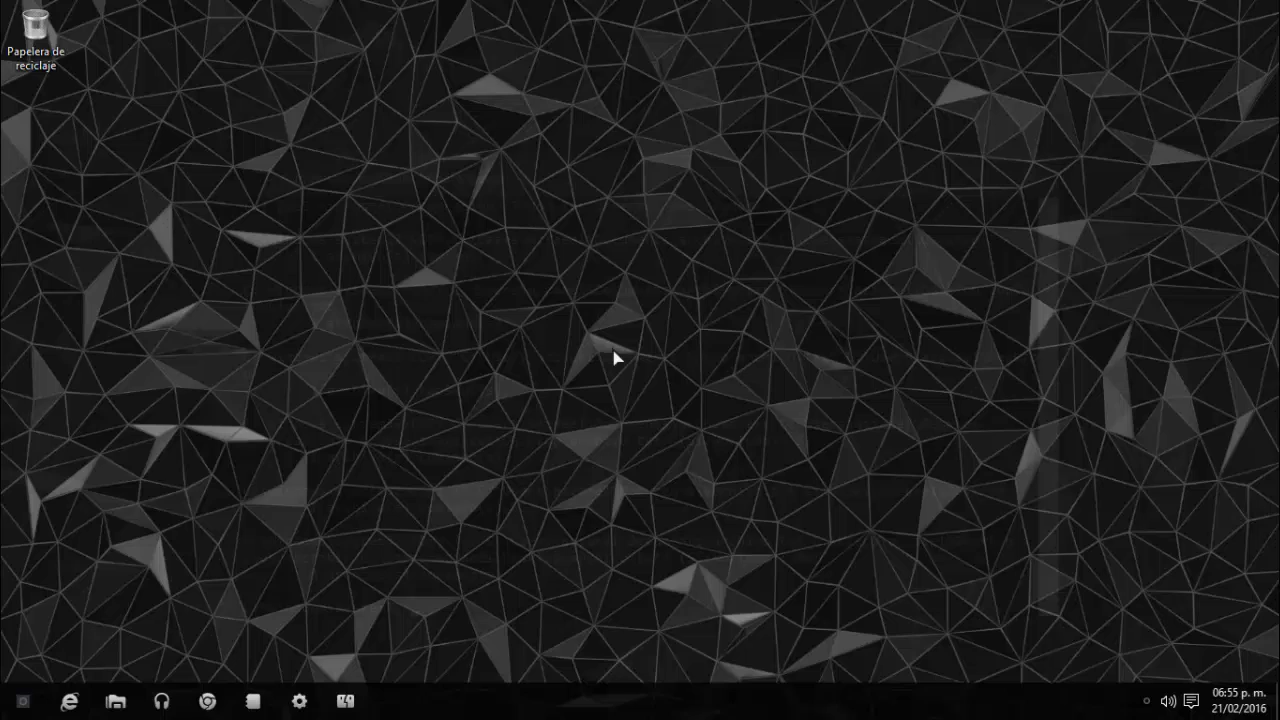 Papelera de
reciclaje
06:55 p. m.
21/02/2016